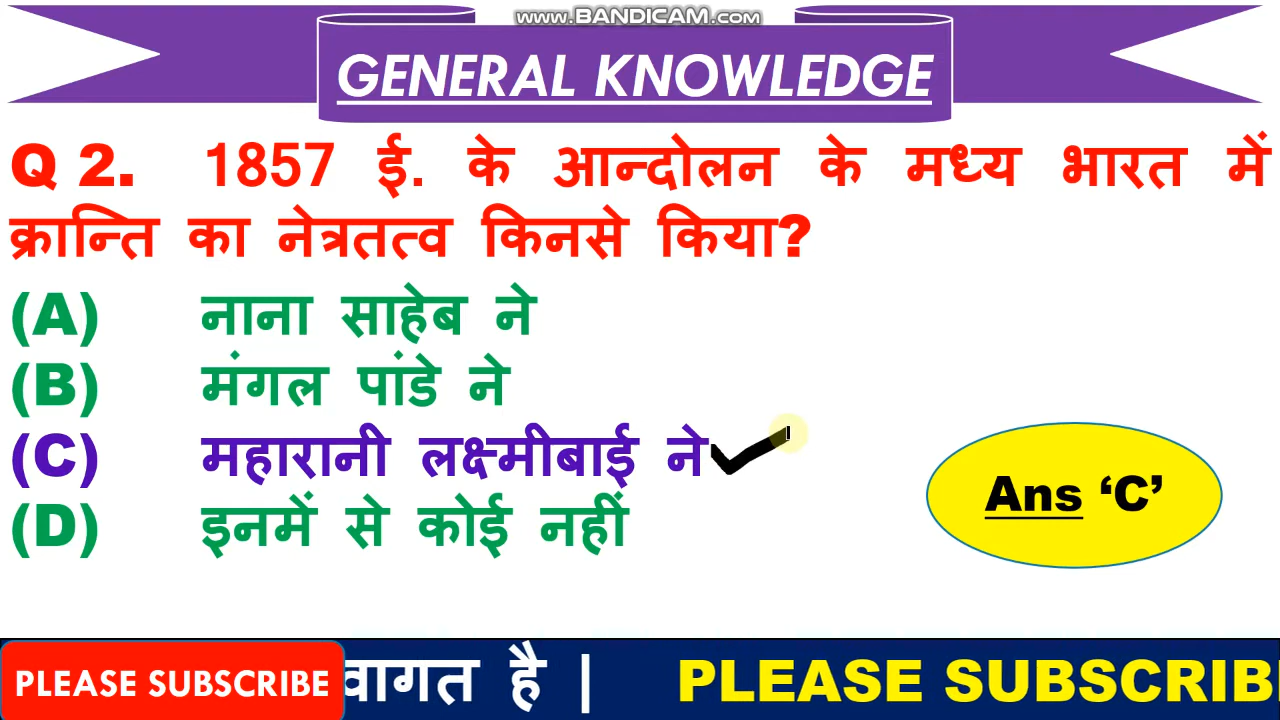 www.BANDICAM.com
GENERAL KNOWLEDGE
Q 2. 1857 ई. के आन्दोलन के मध्य भारत में
क्रान्ति का नेत्रतत्व किनसे किया?
(A) नाना साहेब ने
(B) मंगल पांडे ने
(C) महारानी लक्ष्मीबाई ने
(D) इनमें से कोई नहीं
Ans ‘C’
PLEASE SUBSCRIBE वागत है | PLEASE SUBSCRIB